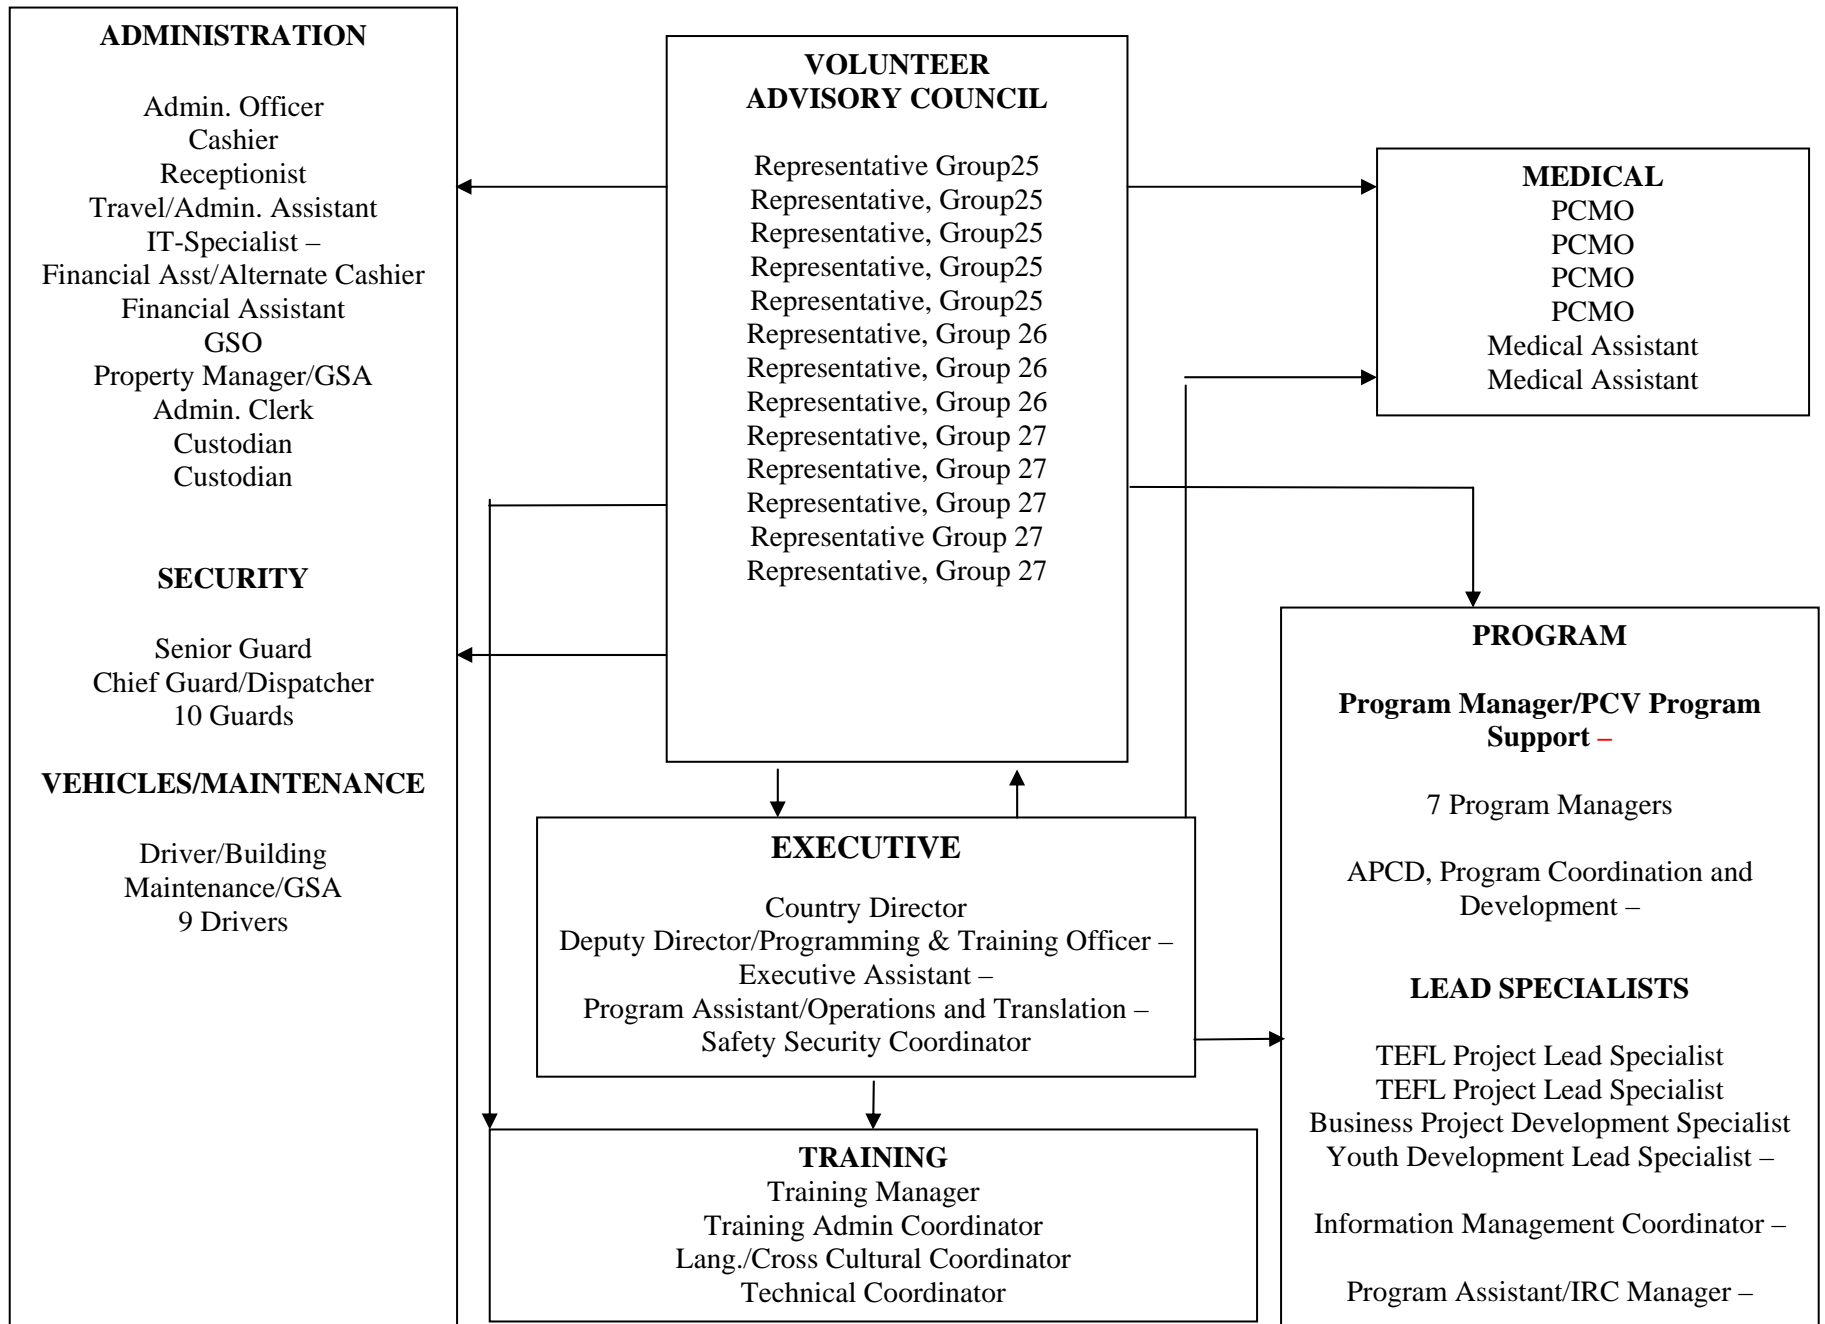 ADMINISTRATION
Admin. Officer
Cashier
Receptionist
Travel/Admin. Assistant
IT-Specialist –
Financial Asst/Alternate Cashier
Financial Assistant
GSO
Property Manager/GSA
Admin. Clerk
Custodian
Custodian
SECURITY
Senior Guard
Chief Guard/Dispatcher
10 Guards
VEHICLES/MAINTENANCE
Driver/Building
Maintenance/GSA
9 Drivers
VOLUNTEER
ADVISORY COUNCIL
Representative Group25
Representative, Group25
Representative, Group25
Representative, Group25
Representative, Group25
Representative, Group 26
Representative, Group 26
Representative, Group 26
Representative, Group 27
Representative, Group 27
Representative, Group 27
Representative Group 27
Representative, Group 27
MEDICAL
PCMO
PCMO
PCMO
PCMO
Medical Assistant
Medical Assistant
EXECUTIVE
Country Director
Deputy Director/Programming & Training Officer –
Executive Assistant –
Program Assistant/Operations and Translation –
Safety Security Coordinator
TRAINING
Training Manager
Training Admin Coordinator
Lang./Cross Cultural Coordinator
Technical Coordinator
PROGRAM
Program Manager/PCV Program
Support –
7 Program Managers
APCD, Program Coordination and
Development –
LEAD SPECIALISTS
TEFL Project Lead Specialist
TEFL Project Lead Specialist
Business Project Development Specialist
Youth Development Lead Specialist –
Information Management Coordinator –
Program Assistant/IRC Manager –